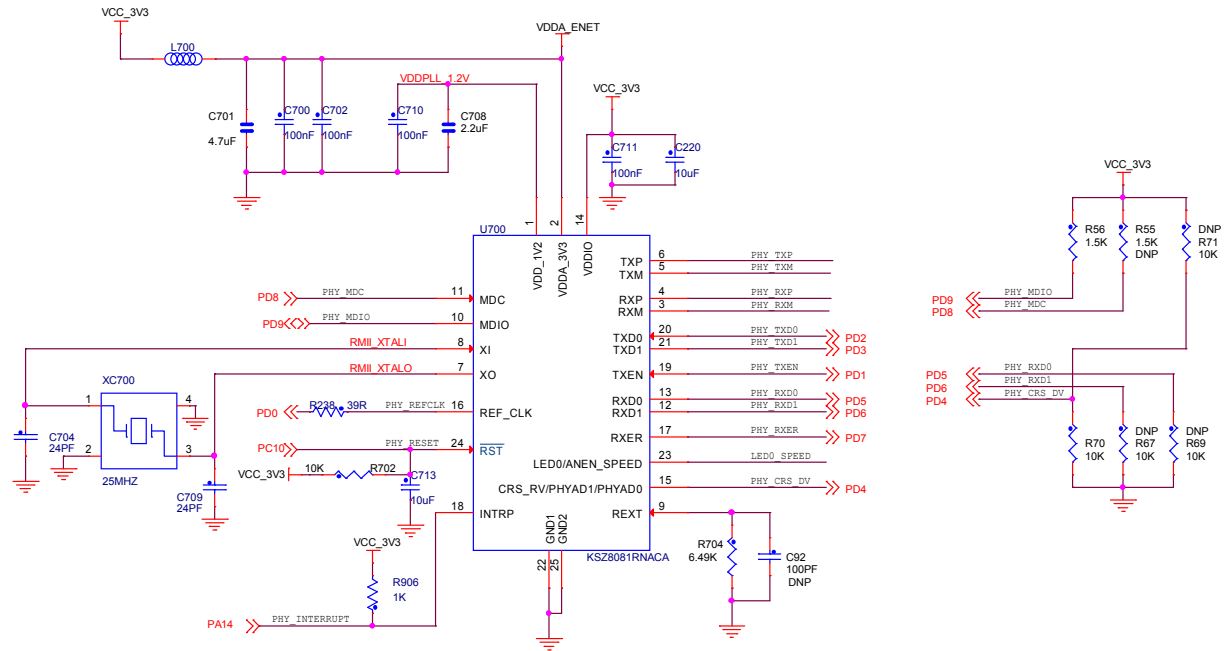 VCC_3V3
VDDA_ENET
L700
VDDPLL_1.2V
VCC_3V3
C701
4.7uF
C700
100nF
C702
100nF
C710
100nF
C708
2.2uF
C711
100nF
C220
10uF
VCC_3V3
R56
1.5K
R55
1.5K
DNP
DNP
R71
10K
U700
1
2
14
VDD_1V2
VDDA_3V3
VDDIO
PD8
PHY_MDC
11
MDC
PD9
PHY_MDIO
10
MDIO
RMII_XTALI
8
XI
RMII_XTALO
7
XO
PD0
R238
39R
PHY_REFCLK
16
REF_CLK
PC10
PHY_RESET
24
RST
VCC_3V3
10K
R702
C713
10uF
18
INTRP
XC700
1
4
2
3
25MHZ
C704
24PF
C709
24PF
VCC_3V3
R906
1K
PA14
PHY_INTERRUPT
TXP
6
PHY_TXP
TXM
5
PHY_TXM
RXP
4
PHY_RXP
RXM
3
PHY_RXM
TXD0
20
PHY_TXD0
PD2
TXD1
21
PHY_TXD1
PD3
TXEN
19
PHY_TXEN
PD1
RXD0
13
PHY_RXD0
PD5
RXD1
12
PHY_RXD1
PD6
RXER
17
PHY_RXER
PD7
LED0/ANEN_SPEED
23
LED0_SPEED
CRS_RV/PHYAD1/PHYAD0
15
PHY_CRS_DV
PD4
REXT
9
GND1
GND2
22
25
KSZ8081RNACA
R704
6.49K
C92
100PF
DNP
PD9
PHY_MDIO
PD8
PHY_MDC
PD5
PHY_RXD0
PD6
PHY_RXD1
PD4
PHY_CRS_DV
R70
10K
DNP
R67
10K
DNP
R69
10K